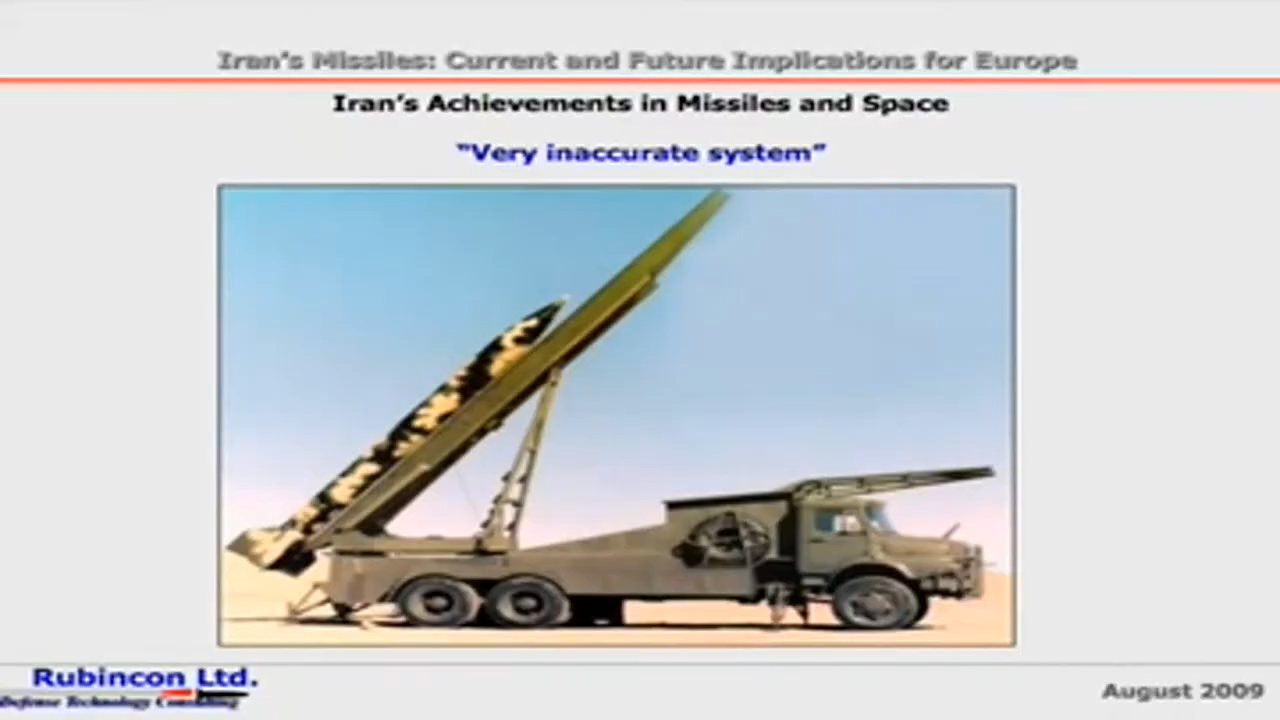 Iran's Missiles: Current and Future Implications for Europe
Iran's Achievements in Missiles and Space
"Very inaccurate system"
Rubincon Ltd.
Defense Technology Consulting
August 2009